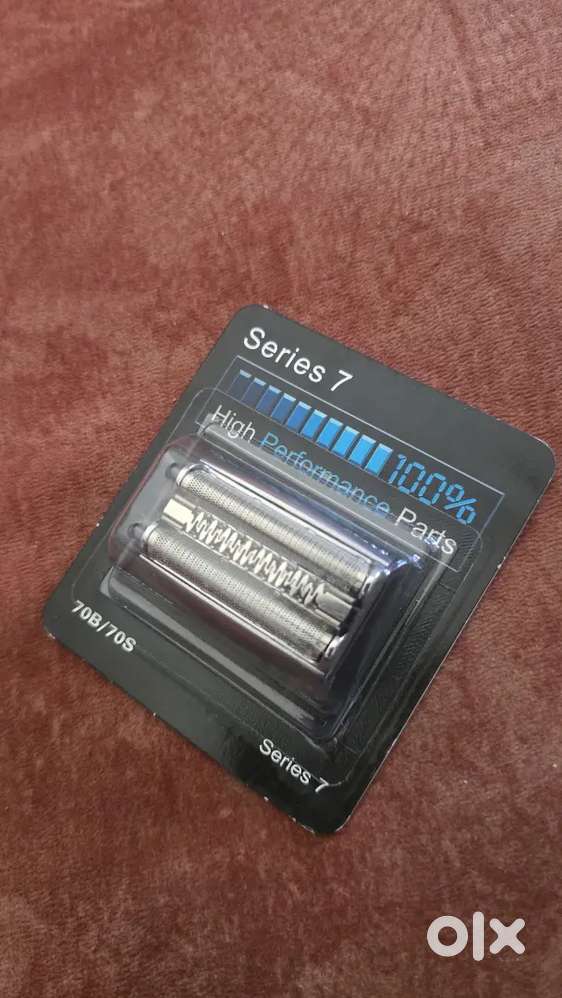 Series 7
100%
High Performance Parts
70B/70S
Series 7
olx